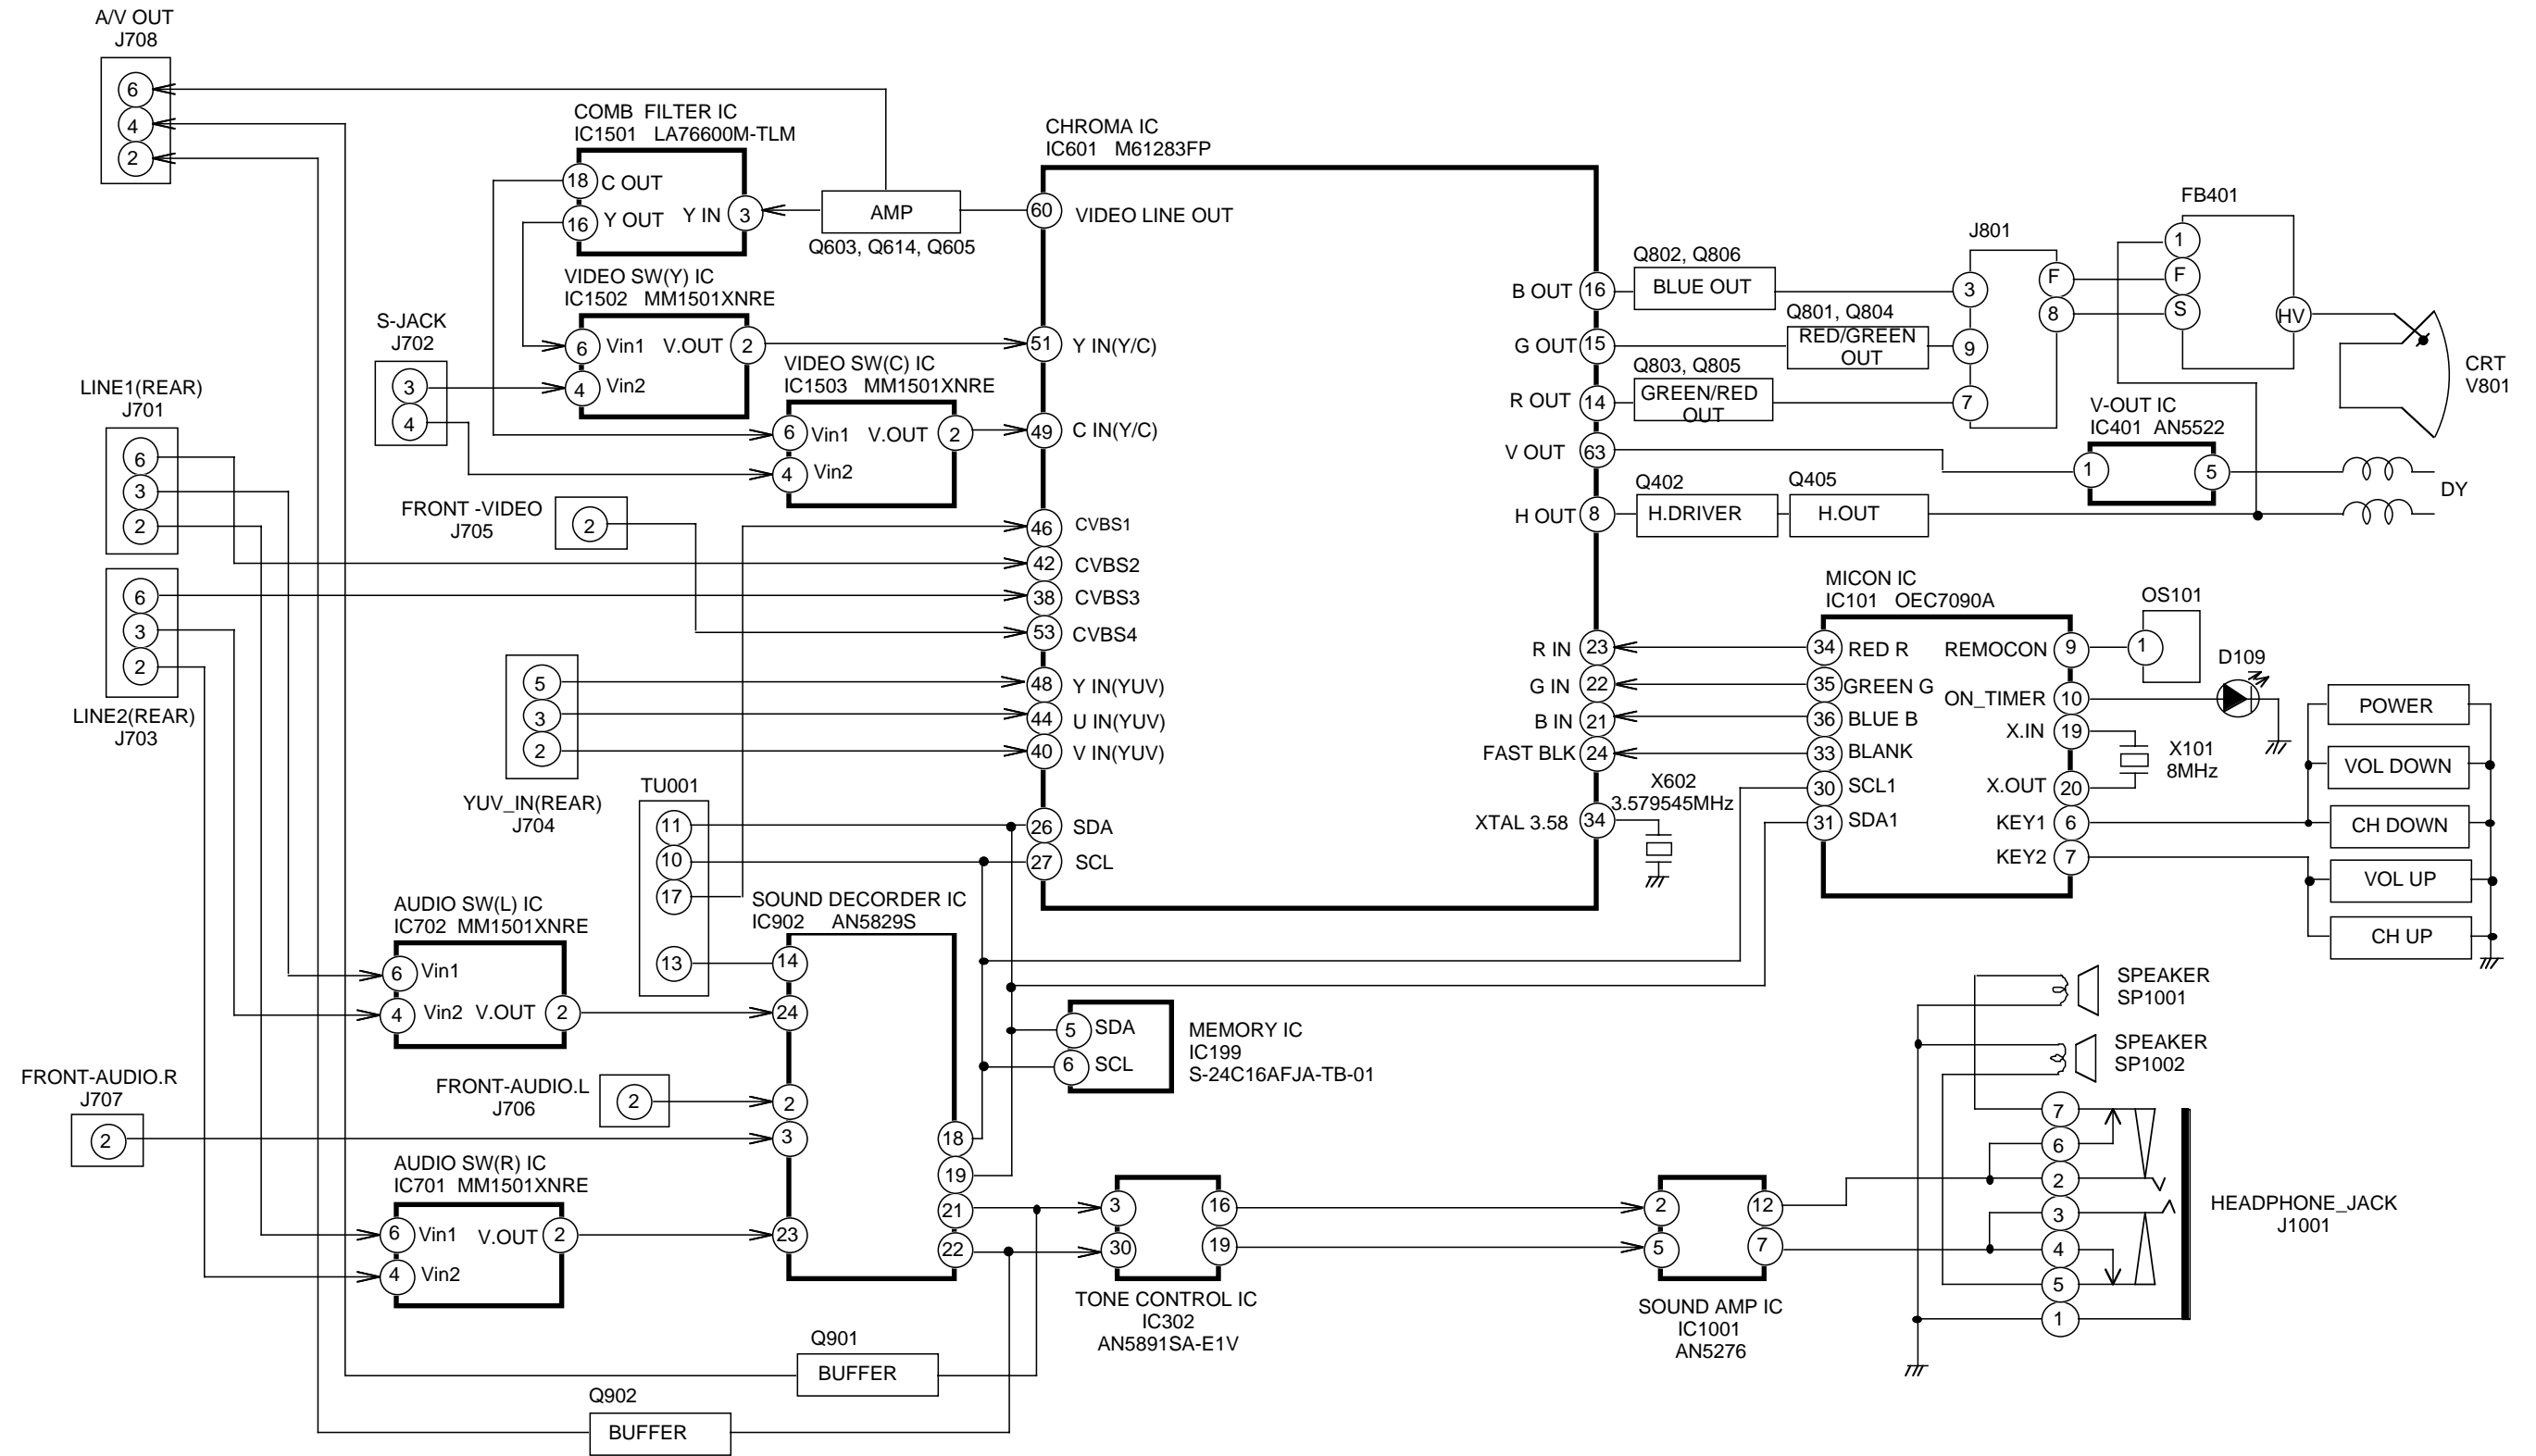 A/V OUT
J708
6
4
2
COMB FILTER IC
IC1501 LA76600M-TLM
18 C OUT
16 Y OUT
Y IN 3
AMP
Q603, Q614, Q605
VIDEO SW(Y) IC
IC1502 MM1501XNRE
6 Vin1 V.OUT 2
4 Vin2
S-JACK
J702
3
4
VIDEO SW(C) IC
IC1503 MM1501XNRE
6 Vin1 V.OUT 2
4 Vin2
LINE1(REAR)
J701
6
3
2
FRONT -VIDEO
J705
2
6
3
2
LINE2(REAR)
J703
5
3
2
YUV_IN(REAR)
J704
TU001
11
10
17
13
CHROMA IC
IC601 M61283FP
60 VIDEO LINE OUT
51 Y IN(Y/C)
49 C IN(Y/C)
46 CVBS1
42 CVBS2
38 CVBS3
53 CVBS4
48 Y IN(YUV)
44 U IN(YUV)
40 V IN(YUV)
26 SDA
27 SCL
B OUT 16
G OUT 15
R OUT 14
V OUT 63
H OUT 8
R IN 23
G IN 22
B IN 21
FAST BLK 24
XTAL 3.58 34
X602
3.579545MHz
Q802, Q806
BLUE OUT
Q801, Q804
RED/GREEN
OUT
Q803, Q805
GREEN/RED
OUT
Q402
H.DRIVER
Q405
H.OUT
J801
3
9
7
F
8
FB401
1
F
S
HV
CRT
V801
V-OUT IC
IC401 AN5522
1
5
DY
MICON IC
IC101 OEC7090A
34 RED R
35 GREEN G
36 BLUE B
33 BLANK
30 SCL1
31 SDA1
REMOCON 9
ON_TIMER 10
X.IN 19
X.OUT 20
KEY1 6
KEY2 7
OS101
1
D109
X101
8MHz
POWER
VOL DOWN
CH DOWN
VOL UP
CH UP
AUDIO SW(L) IC
IC702 MM1501XNRE
6 Vin1
4 Vin2 V.OUT 2
SOUND DECORDER IC
IC902 AN5829S
14
24
2
3
23
18
19
21
22
MEMORY IC
IC199
S-24C16AFJA-TB-01
5 SDA
6 SCL
FRONT-AUDIO.R
J707
2
FRONT-AUDIO.L
J706
2
AUDIO SW(R) IC
IC701 MM1501XNRE
6 Vin1 V.OUT 2
4 Vin2
3
30
16
19
TONE CONTROL IC
IC302
AN5891SA-E1V
2
5
12
7
SOUND AMP IC
IC1001
AN5276
SPEAKER
SP1001
SPEAKER
SP1002
7
6
2
3
4
5
1
HEADPHONE_JACK
J1001
Q901
BUFFER
Q902
BUFFER